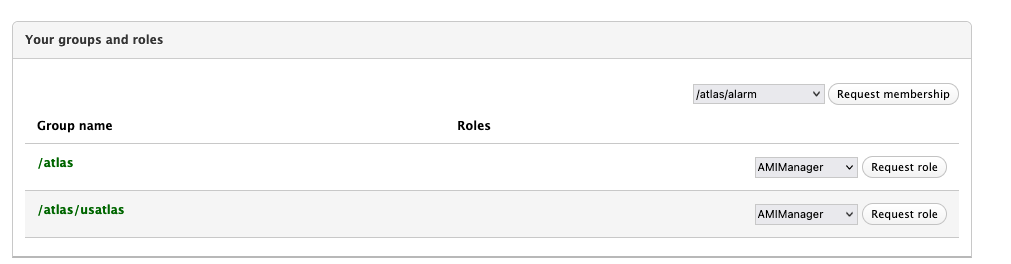 Your groups and roles
/atlas/alarm Request membership
Group name Roles
/atlas AMIManager Request role
/atlas/usatlas AMIManager Request role